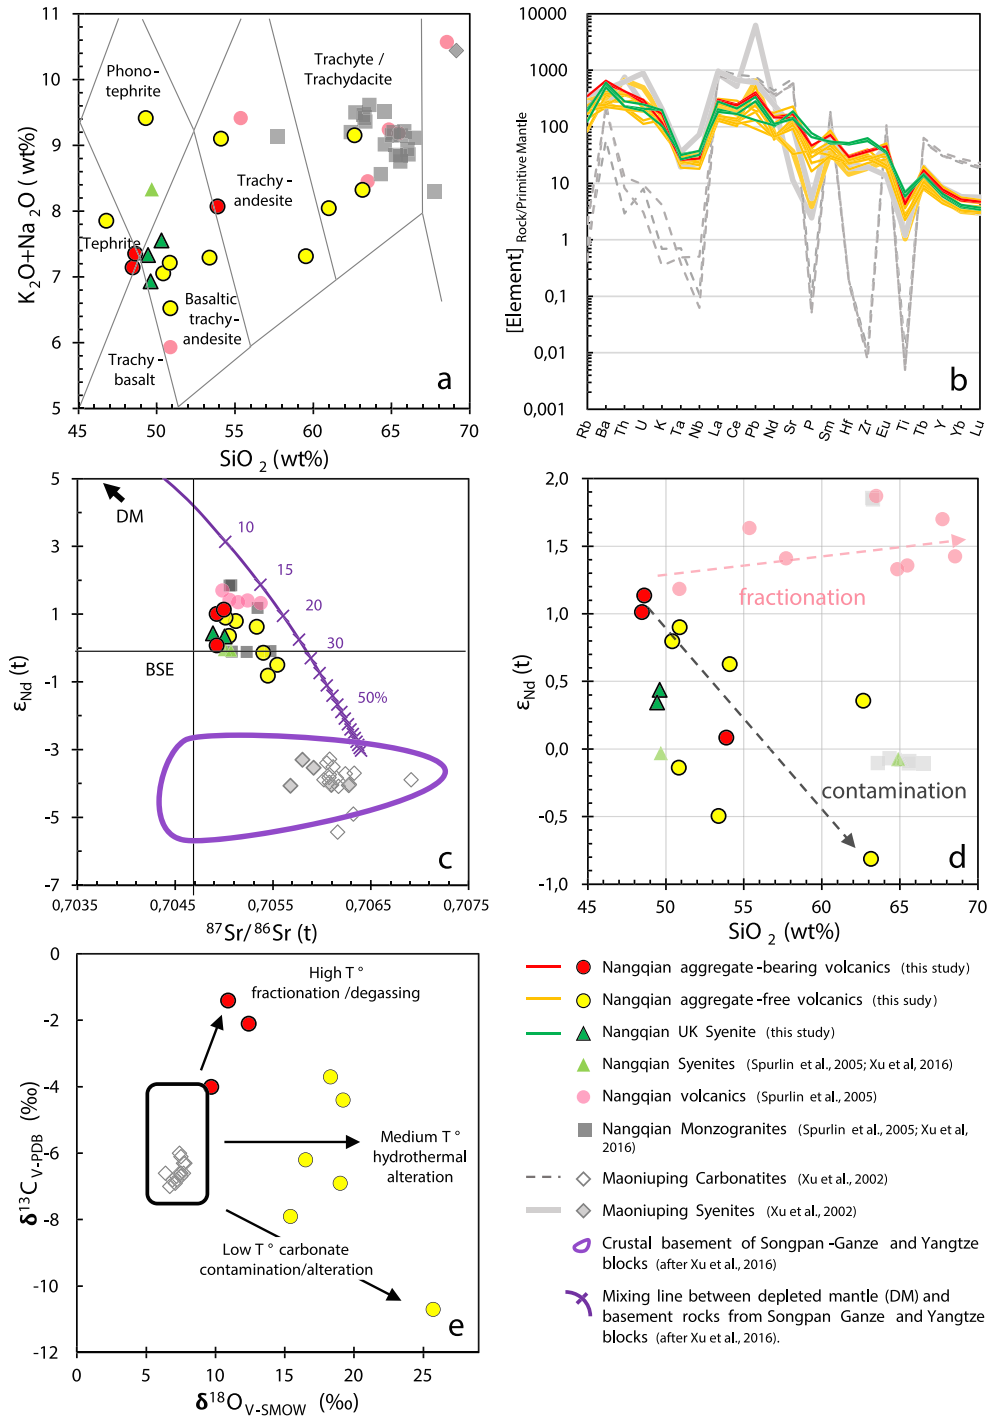 11
10
9
8
7
6
5
K2O+Na2O (wt%)
Phono-
tephrite
Trachyte /
Trachydacite
Trachy-
andesite
Tephrite
Basaltic
trachy-
andesite
Trachy-
basalt
a
45 50 55 60 65 70
SiO2 (wt%)
10000
1000
100
10
1
0,1
0,01
0,001
[Element] Rock/Primitive Mantle
b
Rb Ba Th U K Ta Nb La Ce Pb Nd Sr P Sm Hf Zr Eu Ti Tb Y Yb Lu
5
3
1
-1
-3
-5
-7
εNd (t)
DM
10
15
20
30
50%
BSE
c
0,7035 0,7045 0,7055 0,7065 0,7075
87Sr/86Sr (t)
2,0
1,5
1,0
0,5
0,0
-0,5
-1,0
εNd (t)
fractionation
contamination
d
45 50 55 60 65 70
SiO2 (wt%)
0
-2
-4
-6
-8
-10
-12
δ13C V-PDB (‰)
High T°
fractionation /degassing
Medium T°
hydrothermal
alteration
Low T° carbonate
contamination/alteration
e
0 5 10 15 20 25
δ18O V-SMOW (‰)
Nangqian aggregate-bearing volcanics (this study)
Nangqian aggregate-free volcanics (this study)
Nangqian UK Syenite (this study)
Nangqian Syenites (Spurlin et al., 2005; Xu et al, 2016)
Nangqian volcanics (Spurlin et al., 2005)
Nangqian Monzogranites (Spurlin et al., 2005; Xu et al,
2016)
Maoniuping Carbonatites (Xu et al., 2002)
Maoniuping Syenites (Xu et al., 2002)
Crustal basement of Songpan-Ganze and Yangtze
blocks (after Xu et al., 2016)
Mixing line between depleted mantle (DM) and
basement rocks from Songpan Ganze and Yangtze
blocks (after Xu et al., 2016).